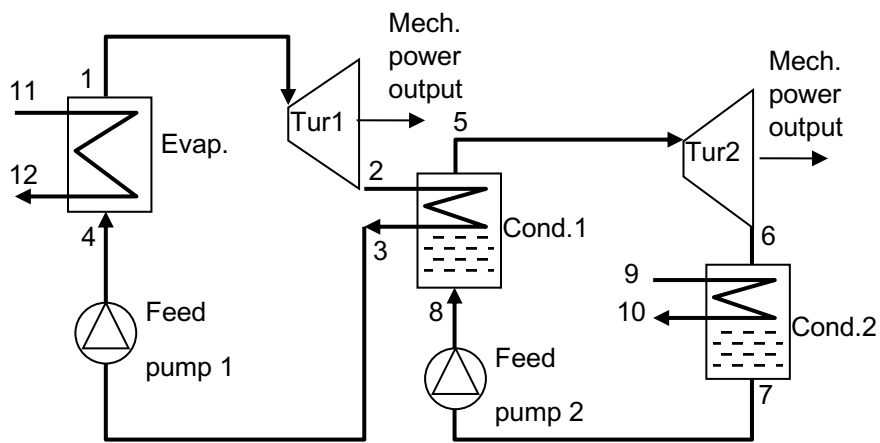 Mech.
power
output
Mech.
power
output
1
11
Evap.
12
4
Tur1
5
2
3
Cond.1
Tur2
6
9
10
Cond.2
7
8
Feed
pump 1
Feed
pump 2